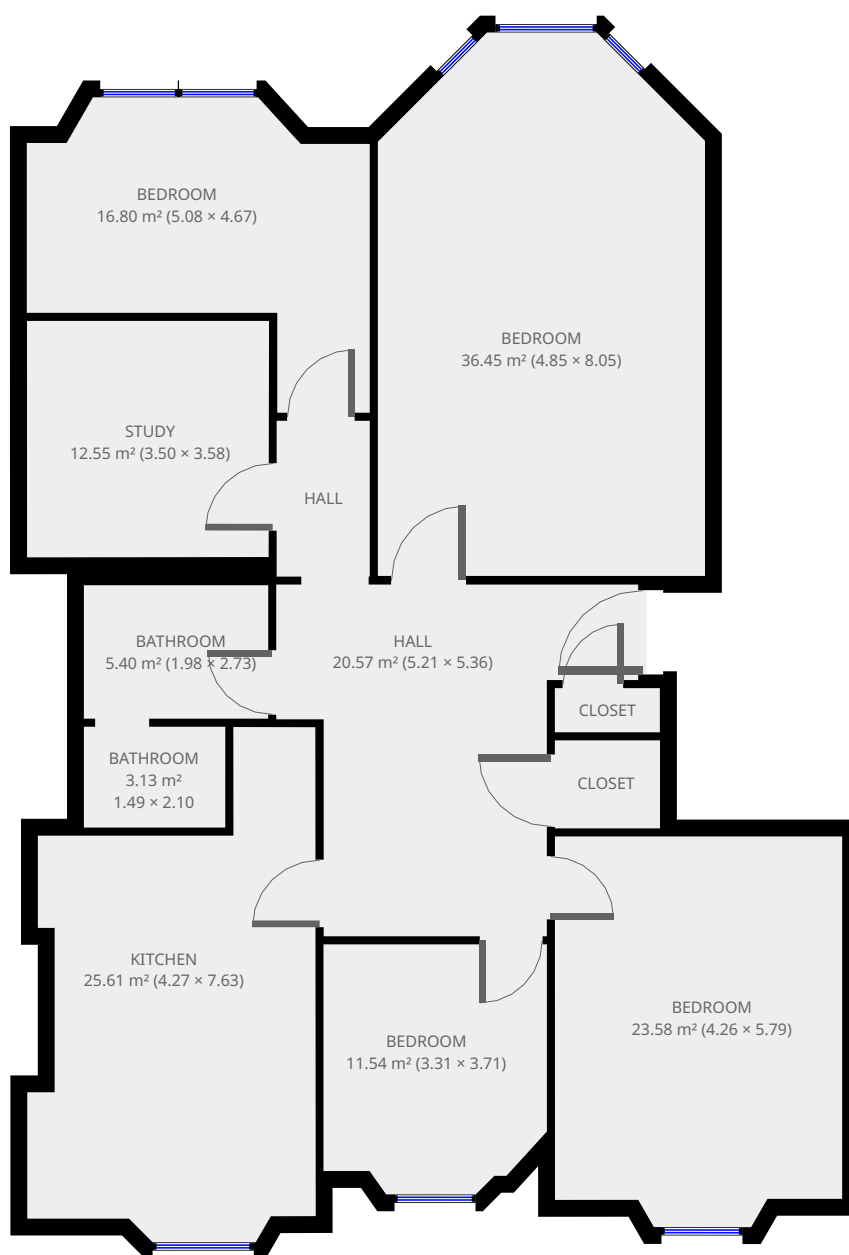 BEDROOM
16.80 m² (5.08 × 4.67)
BEDROOM
36.45 m² (4.85 × 8.05)
STUDY
12.55 m² (3.50 × 3.58)
HALL
BATHROOM
5.40 m² (1.98 × 2.73)
HALL
20.57 m² (5.21 × 5.36)
CLOSET
BATHROOM
3.13 m²
1.49 × 2.10
CLOSET
KITCHEN
25.61 m² (4.27 × 7.63)
BEDROOM
23.58 m² (4.26 × 5.79)
BEDROOM
11.54 m² (3.31 × 3.71)